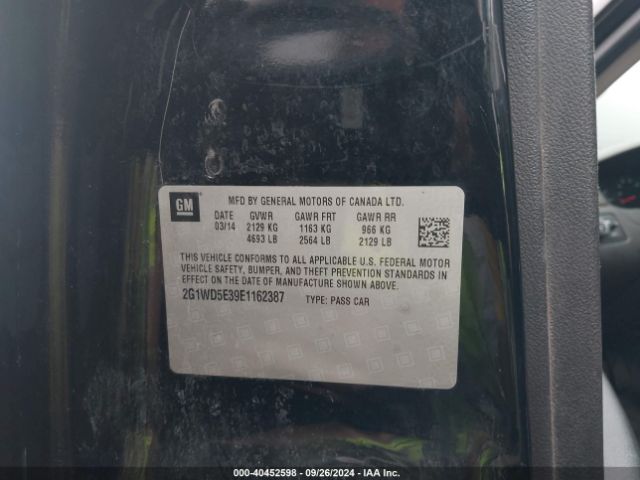 GM
MFD BY GENERAL MOTORS OF CANADA LTD.
DATE GVWR GAWR FRT GAWR RR
03/14 2129 KG 1163 KG 966 KG
4693 LB 2564 LB 2129 LB
THIS VEHICLE CONFORMS TO ALL APPLICABLE U.S. FEDERAL MOTOR
VEHICLE SAFETY, BUMPER, AND THEFT PREVENTION STANDARDS IN
EFFECT ON THE DATE OF MANUFACTURE SHOWN ABOVE.
2G1WD5E39E1162387 TYPE: PASS CAR
000-40452598 - 09/26/2024 - IAA Inc.